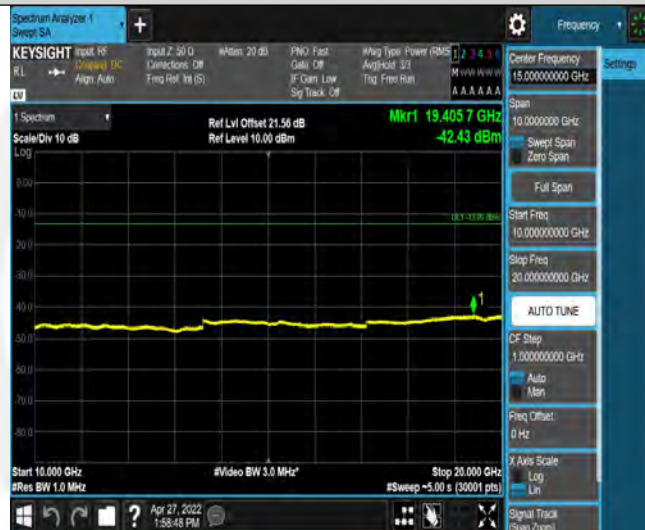 Spectrum Analyzer 1
Swept SA
+
Frequency
KEYSIGHT
Input: RF
Coupling: DC
Align: Auto
Input Z: 50 Ω
Corrections: Off
Freq Ref: Int (S)
#Atten: 20 dB
PNO: Fast
Gate: Off
IF Gain: Low
Sig Track: Off
#Avg Type: Power (RMS
Avg|Hold: 3/3
Trig: Free Run
1 2 3 4 5 6
M W W W W W
A A A A A A
RL
LV
1 Spectrum
Scale/Div 10 dB
Log
Ref Lvl Offset 21.56 dB
Ref Level 10.00 dBm
Mkr1 19.405 7 GHz
-42.43 dBm
0.00
-10.0
-20.0
-30.0
-40.0
-50.0
-60.0
-70.0
-80.0
1
Start 10.000 GHz
#Res BW 1.0 MHz
#Video BW 3.0 MHz*
Stop 20.000 GHz
#Sweep ~5.00 s (30001 pts)
Apr 27, 2022
1:58:48 PM
?
Settings
Center Frequency
15.000000000 GHz
Span
10.0000000 GHz
Swept Span
Zero Span
Full Span
Start Freq
10.000000000 GHz
Stop Freq
20.000000000 GHz
AUTO TUNE
CF Step
1.000000000 GHz
Auto
Man
Freq Offset
0 Hz
X Axis Scale
Log
Lin
Signal Track
(Span Zoom)